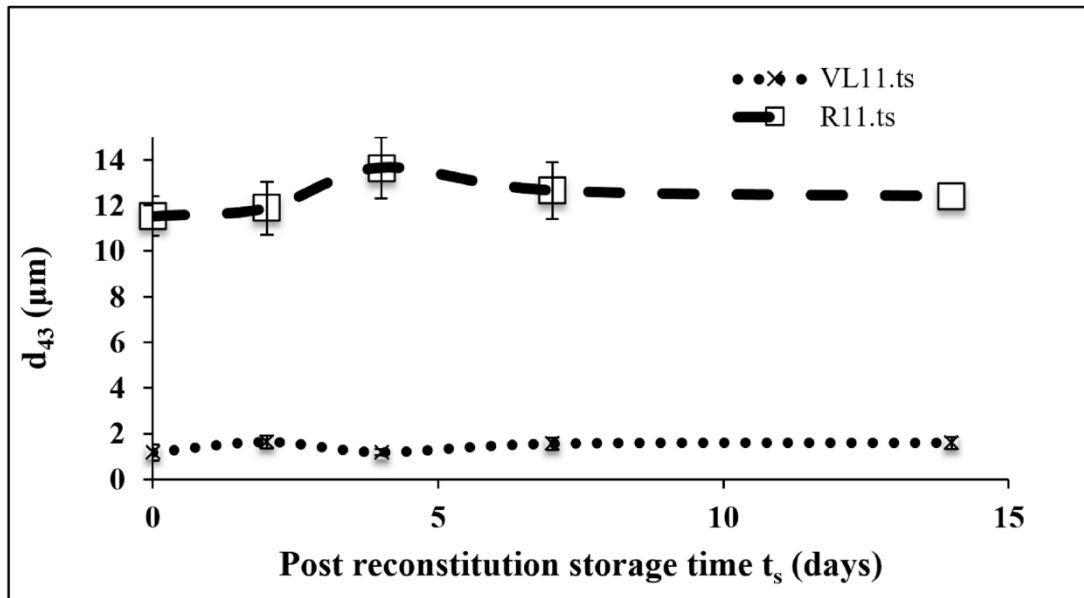 VL11.ts
R11.ts
14
12
10
8
6
4
2
0
d43 (μm)
0 5 10 15
Post reconstitution storage time ts (days)